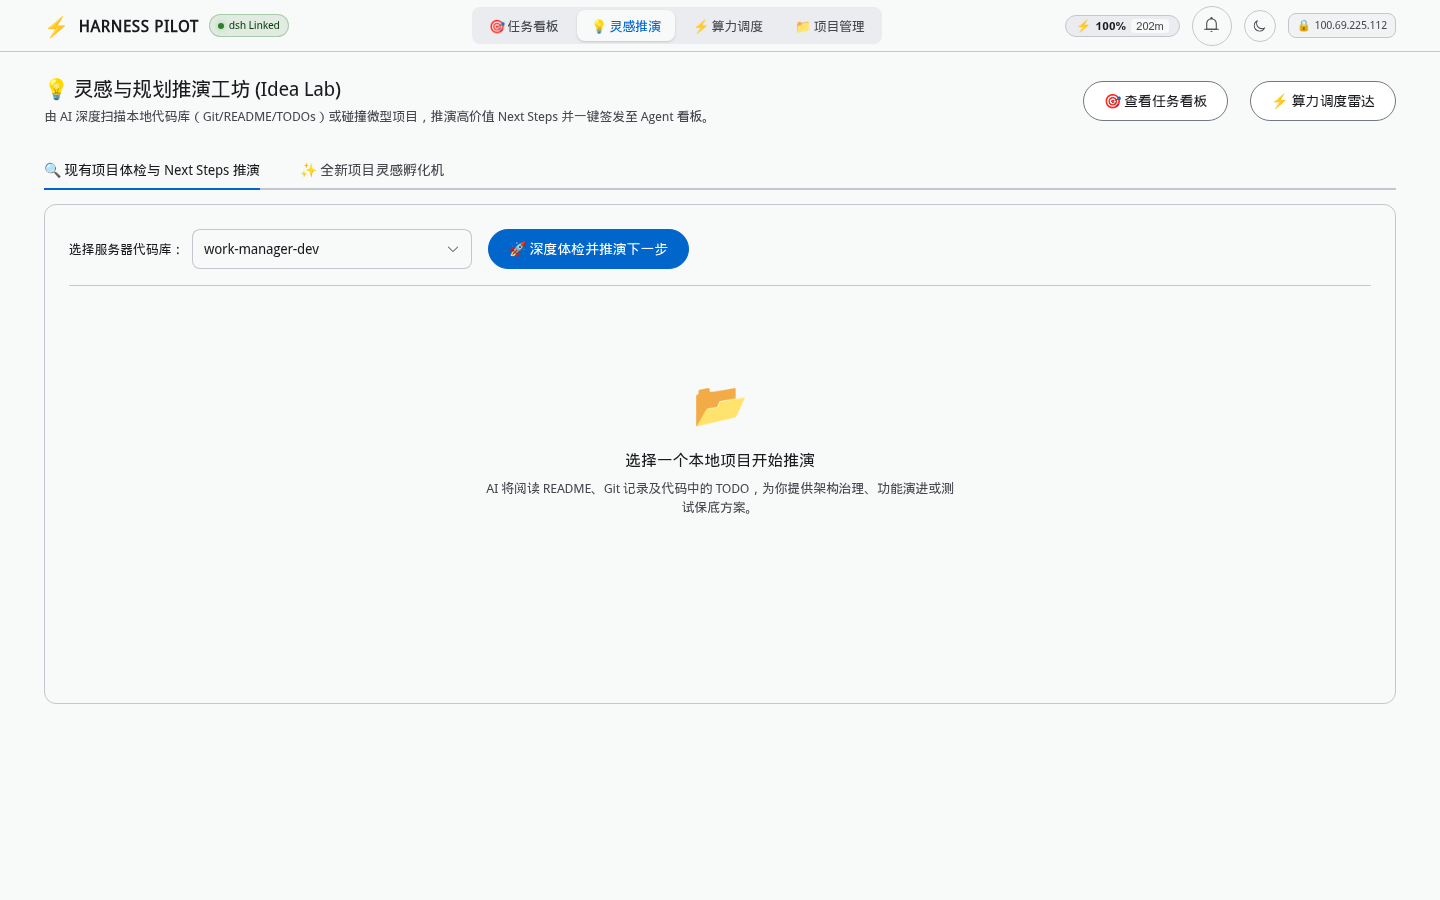 ⚡ HARNESS PILOT dsh Linked
🎯 任务看板 💡 灵感推演 ⚡ 算力调度 📁 项目管理
⚡ 100% 202m 🔒 100.69.225.112
💡 灵感与规划推演工坊 (Idea Lab)
由 AI 深度扫描本地代码库（Git/README/TODOs）或碰撞微型项目，推演高价值 Next Steps 并一键签发至 Agent 看板。
🎯 查看任务看板 ⚡ 算力调度雷达
🔍 现有项目体检与 Next Steps 推演 ✨ 全新项目灵感孵化机
选择服务器代码库： work-manager-dev 🚀 深度体检并推演下一步
选择一个本地项目开始推演
AI 将阅读 README、Git 记录及代码中的 TODO，为你提供架构治理、功能演进或测
试保底方案。